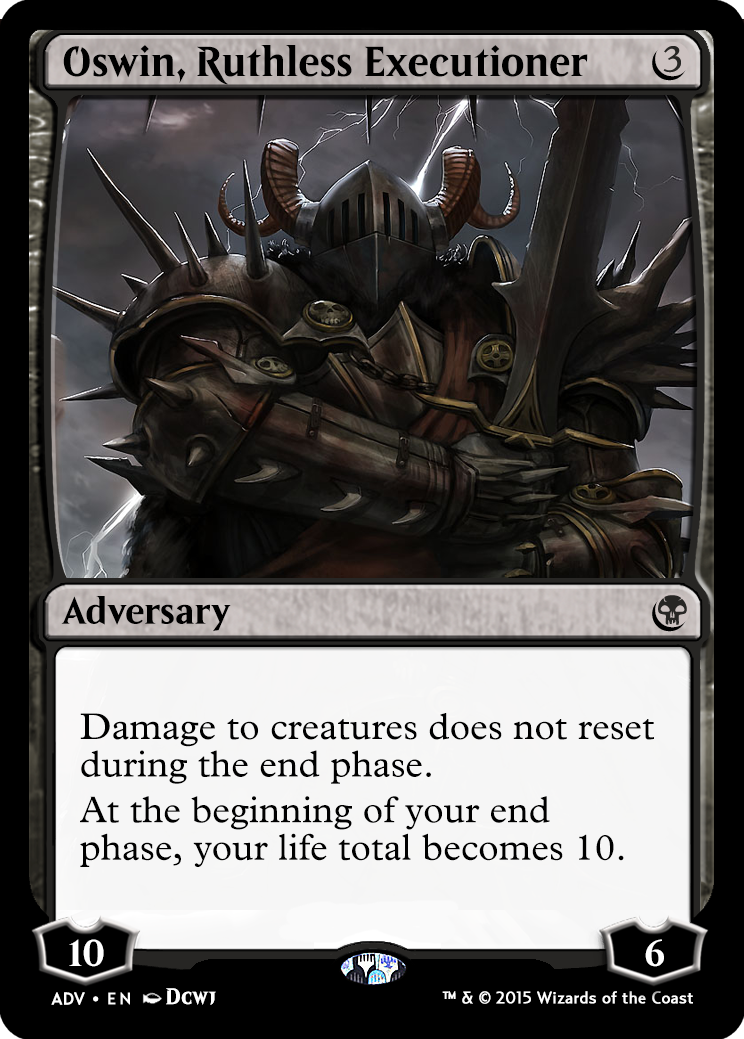 Oswin, Ruthless Executioner 3
Adversary
Damage to creatures does not reset
during the end phase.
At the beginning of your end
phase, your life total becomes 10.
10
6
ADV • EN DCWJ
™ & © 2015 Wizards of the Coast